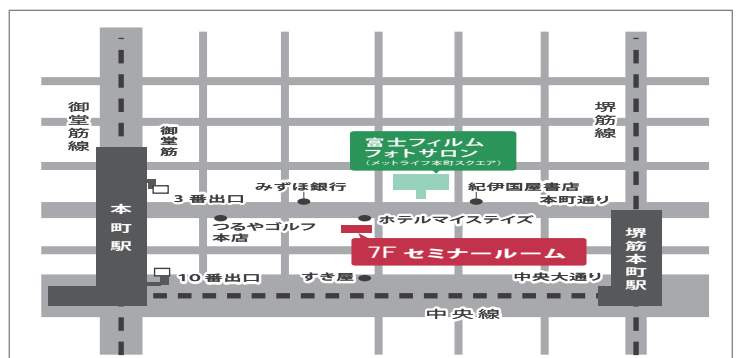 御堂筋線
御堂筋
堺筋線
富士フイルム
フォトサロン
(メットライフ本町スクエア)
みずほ銀行
紀伊国屋書店
3番出口
本町通り
本町駅
つるやゴルフ
本店
ホテルマイステイズ
7F セミナールーム
堺筋本町駅
10番出口
すき屋
中央大通り
中央線